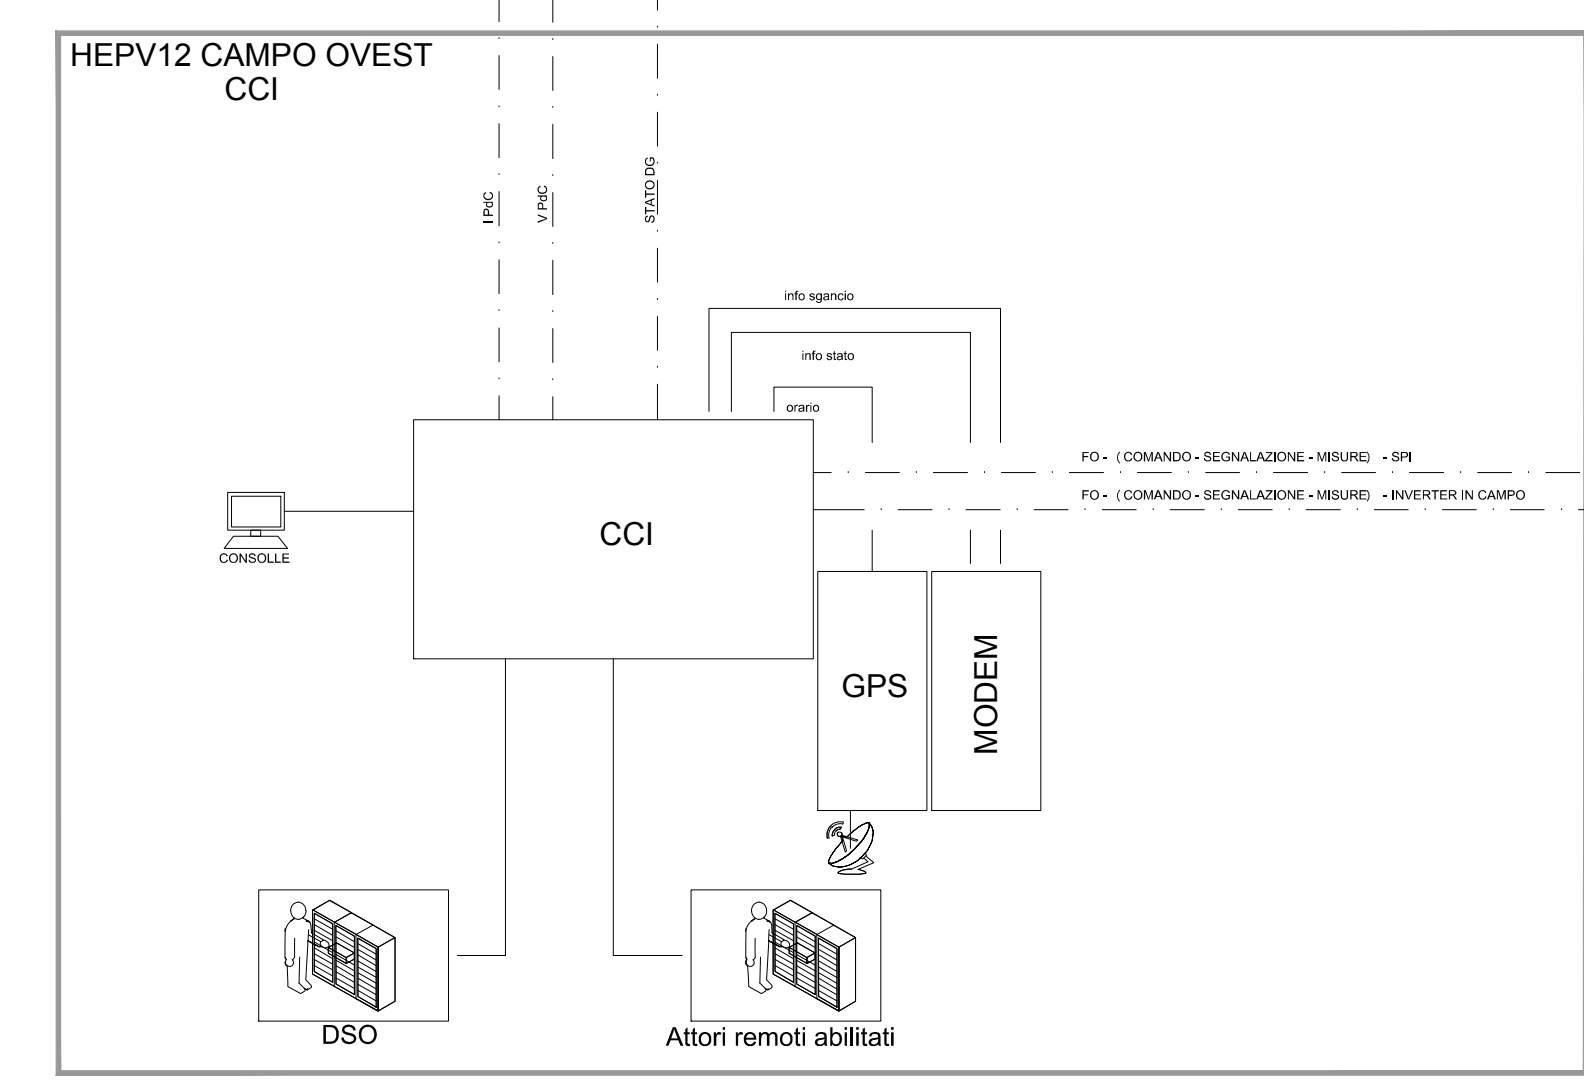 HEPV12 CAMPO OVEST
CCI
I PdC
V PdC
STATO DG
info sgancio
info stato
orario
FO - ( COMANDO - SEGNALAZIONE - MISURE) - SPI
FO - ( COMANDO - SEGNALAZIONE - MISURE) - INVERTER IN CAMPO
CCI
CONSOLLE
GPS
MODEM
DSO
Attori remoti abilitati